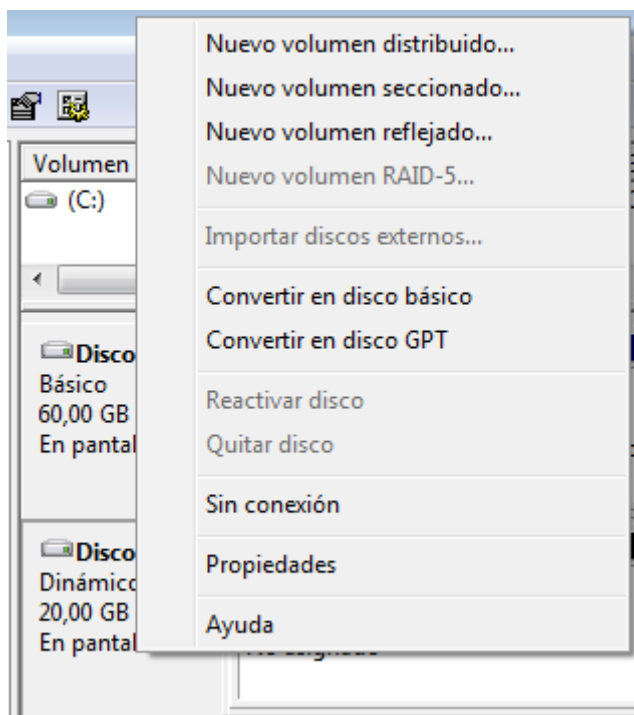 Nuevo volumen distribuido...
Nuevo volumen seccionado...
Nuevo volumen reflejado...
Nuevo volumen RAID-5...
Importar discos externos...
Convertir en disco básico
Convertir en disco GPT
Reactivar disco
Quitar disco
Sin conexión
Propiedades
Ayuda
Volumen
(C:)
Disco
Básico
60,00 GB
En pantal
Disco
Dinámico
20,00 GB
En pantal